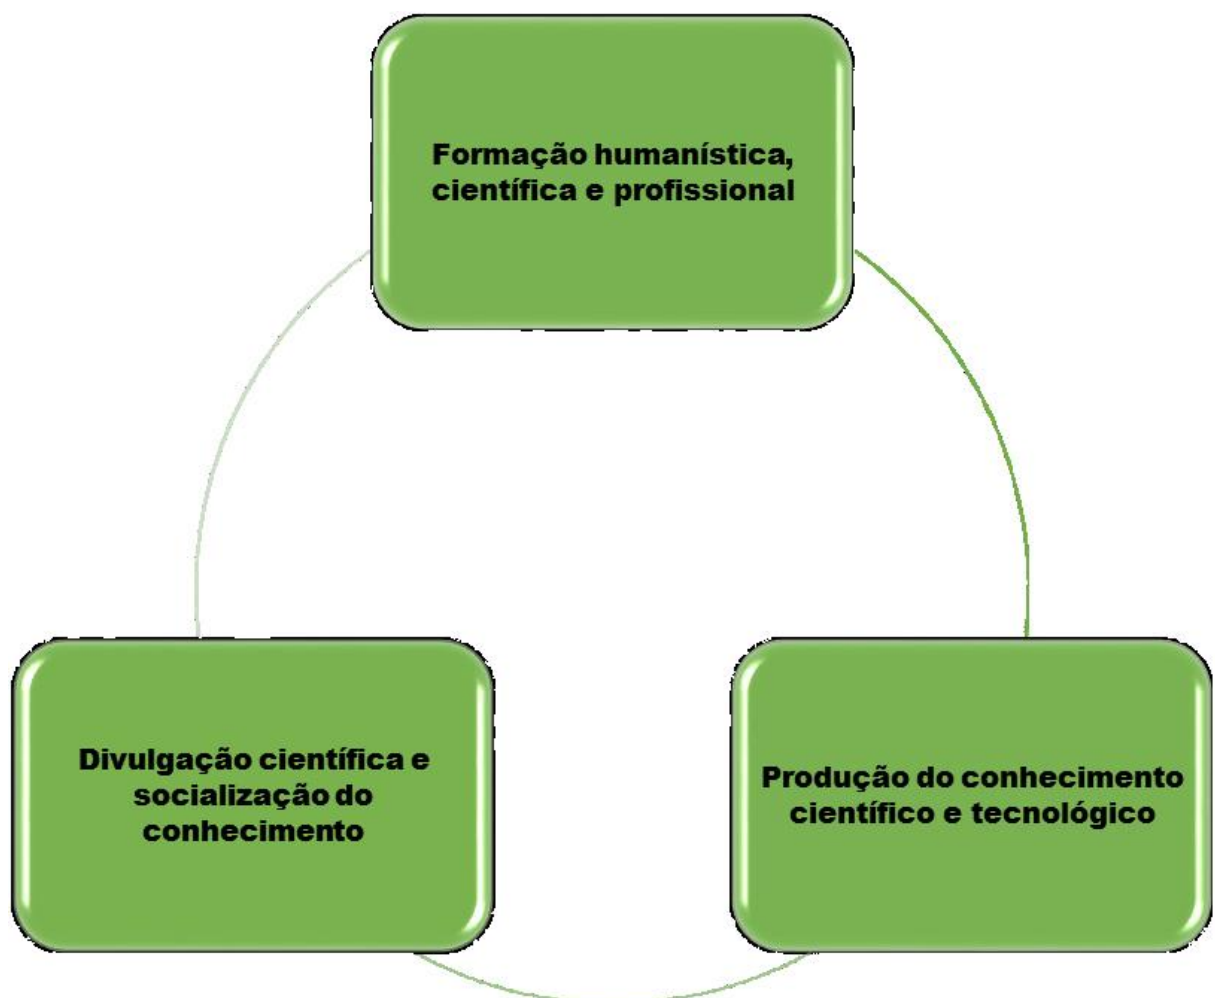 Formação humanística,
científica e profissional
Divulgação científica e
socialização do
conhecimento
Produção do conhecimento
científico e tecnológico